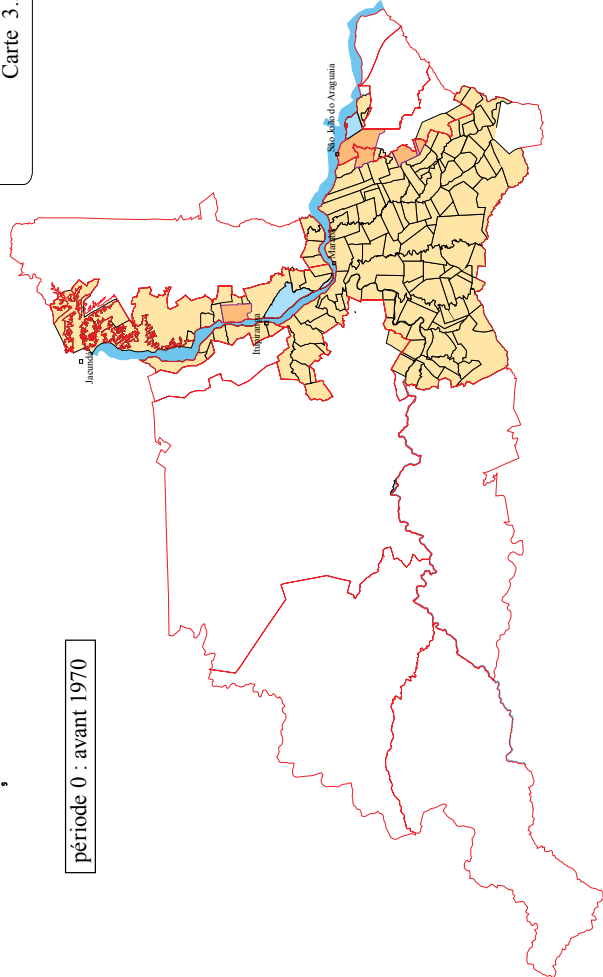 Carte 3.
période 0 : avant 1970
Jacundá
Itupiranga
Marabá
São João do Araguaia